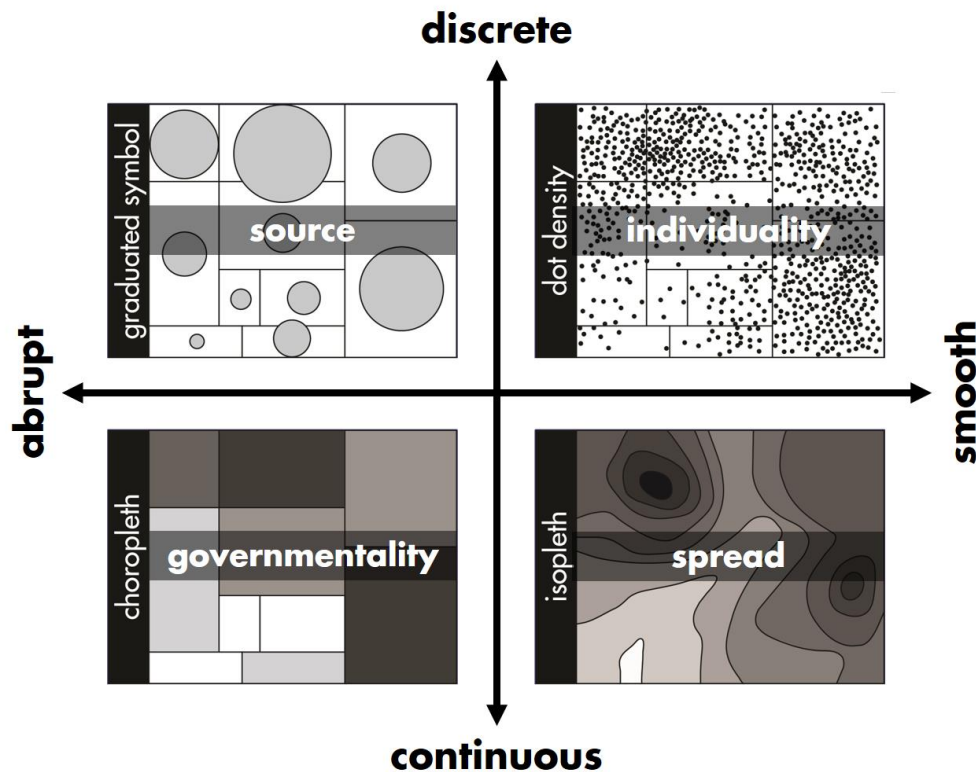 discrete
graduated symbol
source
dot density
individuality
abrupt
smooth
choropleth
governmentality
isopleth
spread
continuous